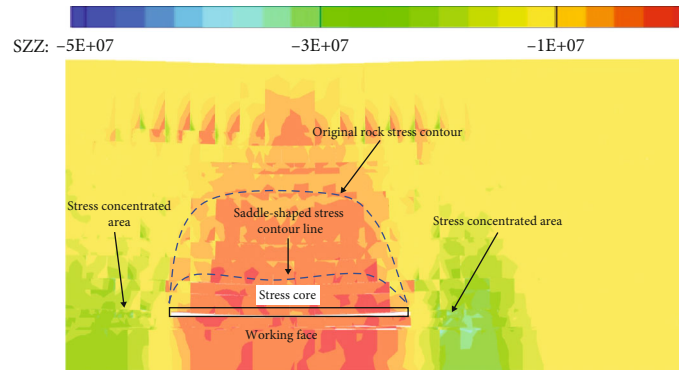 SZZ: −5E+07 −3E+07 −1E+07
Original rock stress contour
Stress concentrated
area
Saddle-shaped stress
contour line
Stress concentrated area
Stress core
Working face